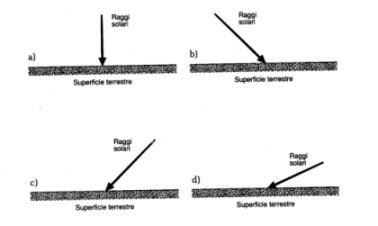 a)
Raggi
solari
Superficie terrestre
b)
Raggi
solari
Superficie terrestre
c)
Raggi
solari
Superficie terrestre
d)
Raggi
solari
Superficie terrestre